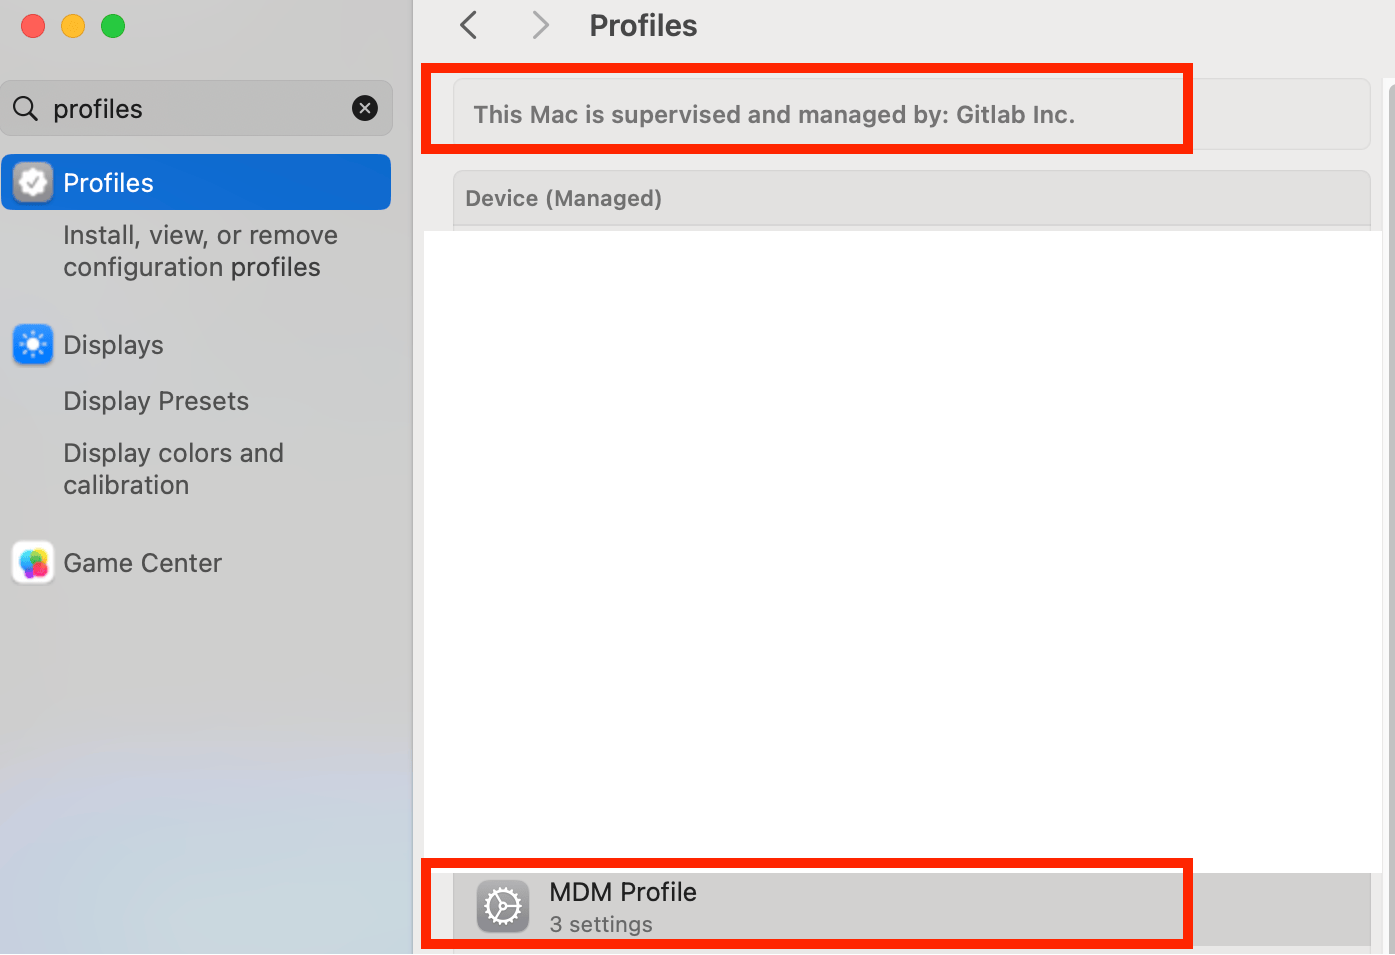 profiles
Profiles
Install, view, or remove
configuration profiles
Displays
Display Presets
Display colors and
calibration
Game Center
Profiles
This Mac is supervised and managed by: Gitlab Inc.
Device (Managed)
MDM Profile
3 settings